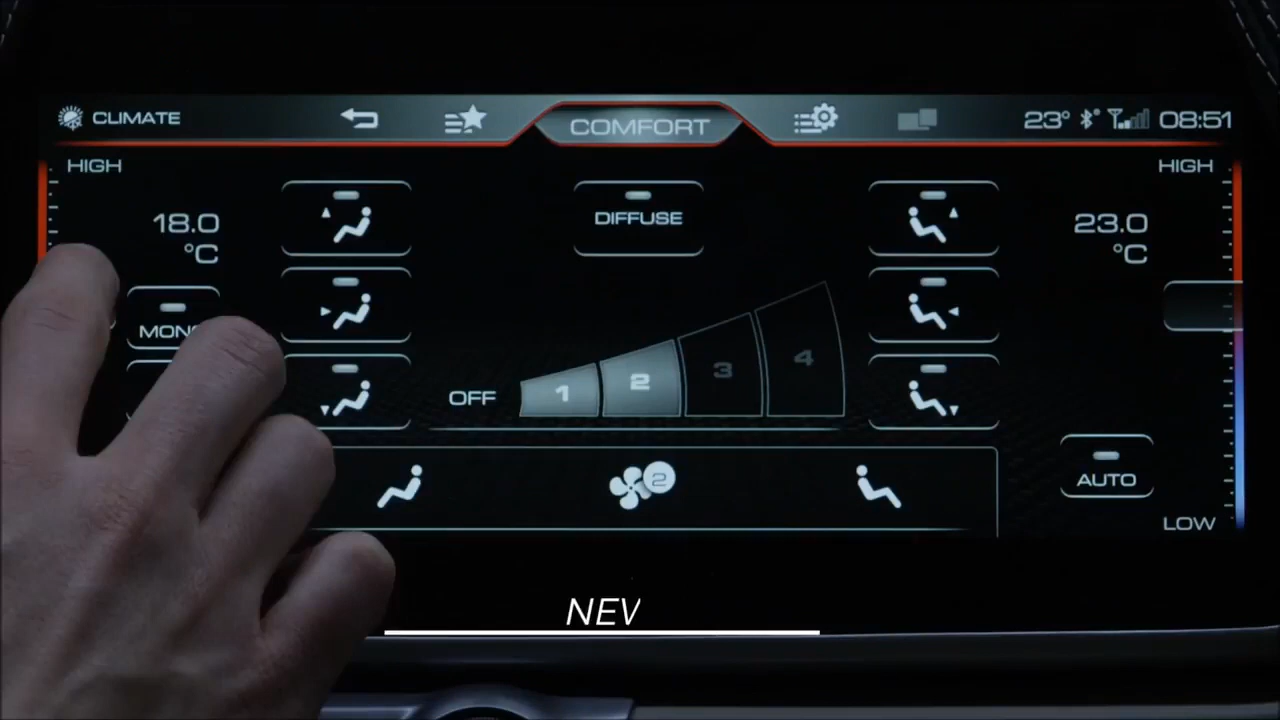 CLIMATE
COMFORT
23° 08:51
HIGH
HIGH
18.0
°C
DIFFUSE
23.0
°C
OFF
1
2
3
4
2
AUTO
LOW
NEV